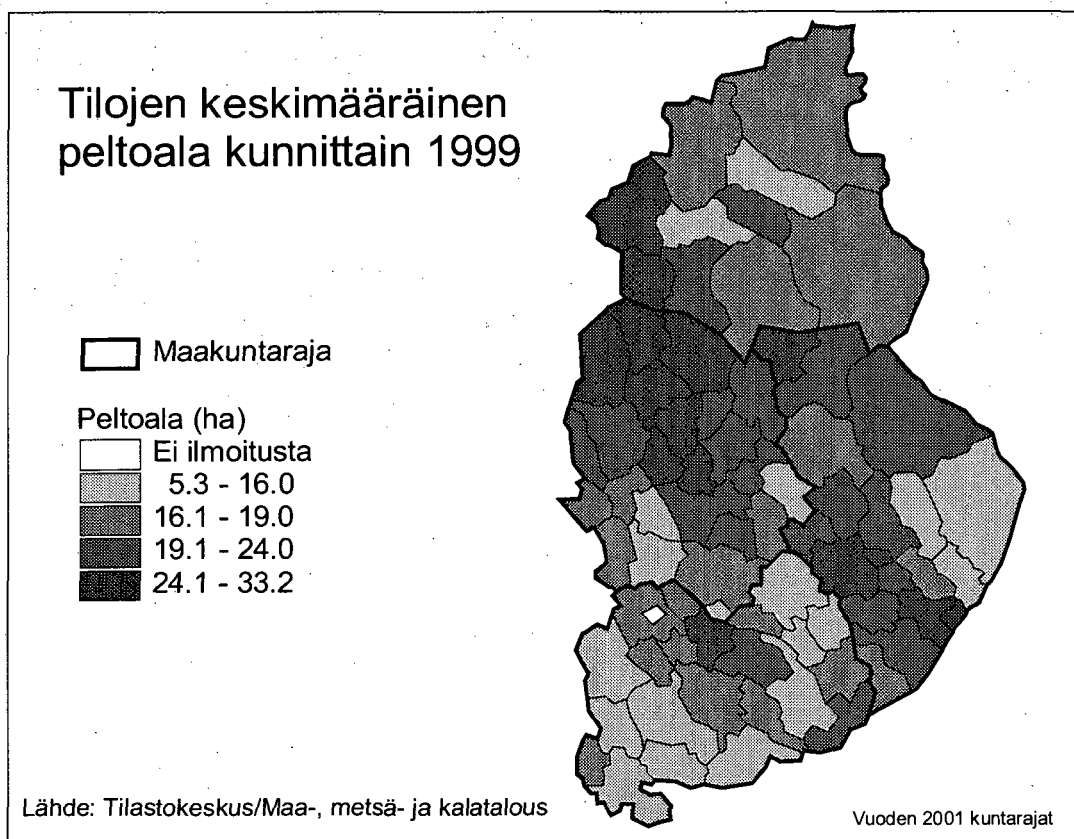 Tilojen keskimääräinen
peltoala kunnittain 1999
Maakuntaraja
Peltoala (ha)
Ei ilmoitusta
5.3 - 16.0
16.1 - 19.0
19.1 - 24.0
24.1 - 33.2
Lähde: Tilastokeskus/Maa-, metsä- ja kalatalous
Vuoden 2001 kuntarajat